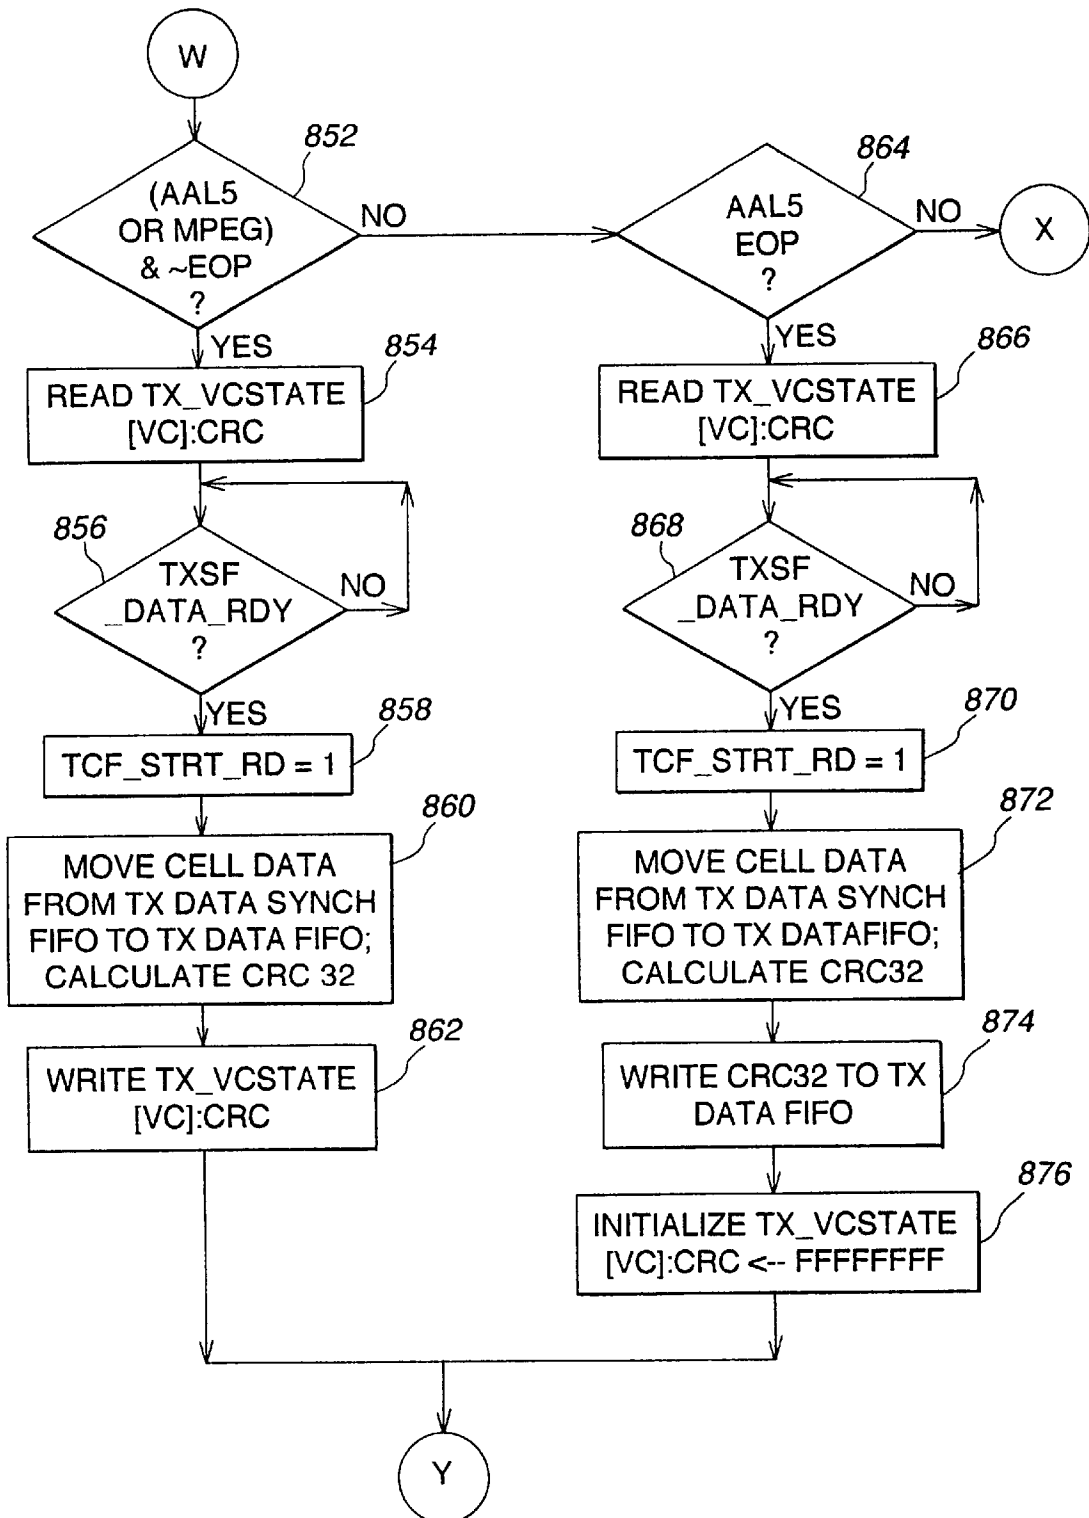 W
852
(AAL5
OR MPEG)
& ~EOP
?
NO
YES
854
READ TX_VCSTATE
[VC]:CRC
856
TXSF
_DATA_RDY
?
NO
YES
858
TCF_STRT_RD = 1
860
MOVE CELL DATA
FROM TX DATA SYNCH
FIFO TO TX DATA FIFO;
CALCULATE CRC 32
862
WRITE TX_VCSTATE
[VC]:CRC
864
AAL5
EOP
?
NO
X
YES
866
READ TX_VCSTATE
[VC]:CRC
868
TXSF
_DATA_RDY
?
NO
YES
870
TCF_STRT_RD = 1
872
MOVE CELL DATA
FROM TX DATA SYNCH
FIFO TO TX DATAFIFO;
CALCULATE CRC32
874
WRITE CRC32 TO TX
DATA FIFO
876
INITIALIZE TX_VCSTATE
[VC]:CRC <-- FFFFFFFF
Y